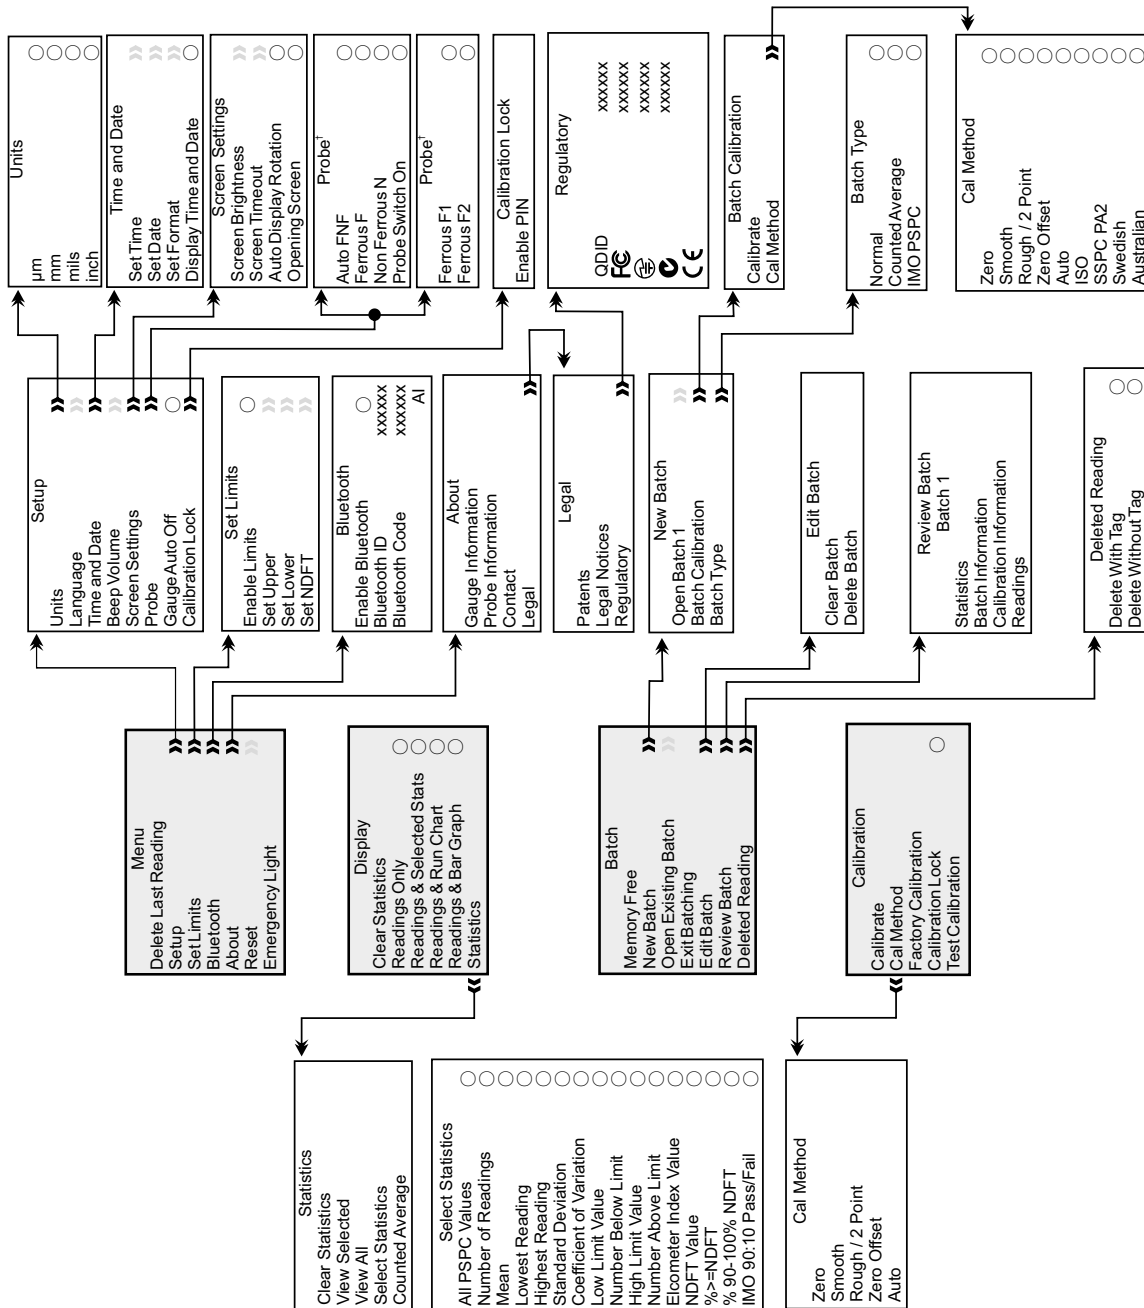 Statistics
Clear Statistics
View Selected
View All
Select Statistics
Counted Average
Select Statistics
All PSPC Values
Number of Readings
Mean
Lowest Reading
Highest Reading
Standard Deviation
Coefficient of Variation
Low Limit Value
Number Below Limit
High Limit Value
Number Above Limit
Elcometer Index Value
NDFT Value
%>=NDFT
% 90-100% NDFT
IMO 90:10 Pass/Fail
Cal Method
Zero
Smooth
Rough / 2 Point
Zero Offset
Auto
Menu
Delete Last Reading
Setup
Set Limits
Bluetooth
About
Reset
Emergency Light
Display
Clear Statistics
Readings Only
Readings & Selected Stats
Readings & Run Chart
Readings & Bar Graph
Statistics
Batch
Memory Free
New Batch
Open Existing Batch
Exit Batching
Edit Batch
Review Batch
Deleted Reading
Calibration
Calibrate
Cal Method
Factory Calibration
Calibration Lock
Test Calibration
Setup
Units
Language
Time and Date
Beep Volume
Screen Settings
Probe
Gauge Auto Off
Calibration Lock
Set Limits
Enable Limits
Set Upper
Set Lower
Set NDFT
Bluetooth
Enable Bluetooth
Bluetooth ID xxxxxx
Bluetooth Code xxxxxx
AI
About
Gauge Information
Probe Information
Contact
Legal
Legal
Patents
Legal Notices
Regulatory
New Batch
Open Batch 1
Batch Calibration
Batch Type
Edit Batch
Clear Batch
Delete Batch
Review Batch
Batch 1
Statistics
Batch Information
Calibration Information
Readings
Deleted Reading
Delete With Tag
Delete Without Tag
Units
µm
mm
mils
inch
Time and Date
Set Time
Set Date
Set Format
Display Time and Date
Screen Settings
Screen Brightness
Screen Timeout
Auto Display Rotation
Opening Screen
Probe†
Auto FNF
Ferrous F
Non Ferrous N
Probe Switch On
Probe†
Ferrous F1
Ferrous F2
Calibration Lock
Enable PIN
Regulatory
QDID xxxxxx
FC xxxxxx
xxxxxx
CE xxxxxx
Batch Calibration
Calibrate
Cal Method
Batch Type
Normal
Counted Average
IMO PSPC
Cal Method
Zero
Smooth
Rough / 2 Point
Zero Offset
Auto
ISO
SSPC PA2
Swedish
Australian